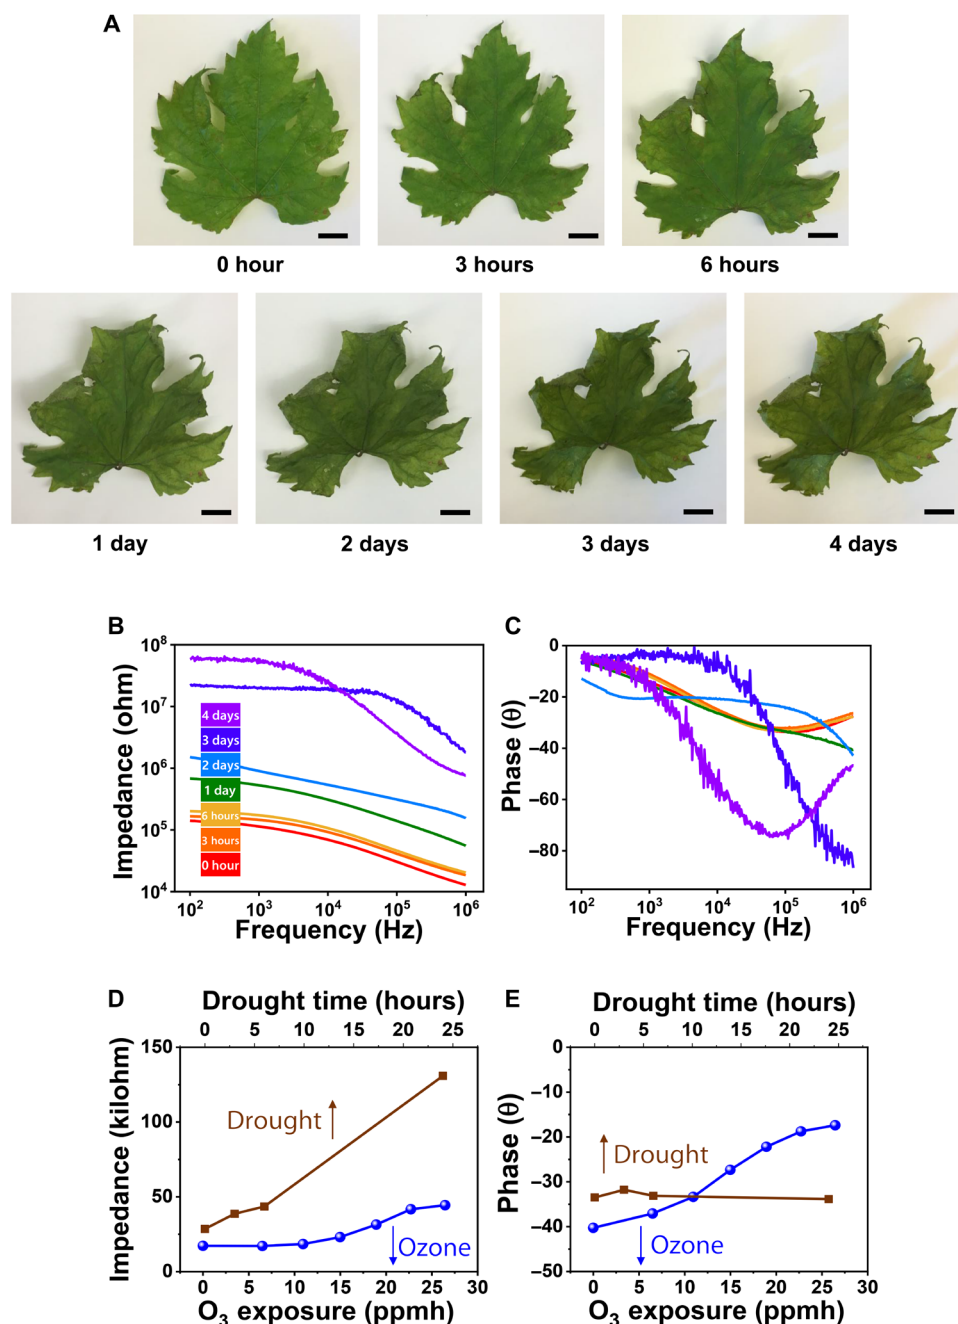 A
0 hour
3 hours
6 hours
1 day
2 days
3 days
4 days
B
Impedance (ohm)
10⁸
10⁷
10⁶
10⁵
10⁴
4 days
3 days
2 days
1 day
6 hours
3 hours
0 hour
10² 10³ 10⁴ 10⁵ 10⁶
Frequency (Hz)
C
Phase (θ)
0
−20
−40
−60
−80
10² 10³ 10⁴ 10⁵ 10⁶
Frequency (Hz)
D
Drought time (hours)
0 5 10 15 20 25
Impedance (kilohm)
150
100
50
0
Drought
Ozone
0 5 10 15 20 25 30
O₃ exposure (ppmh)
E
Drought time (hours)
0 5 10 15 20 25
Phase (θ)
0
−10
−20
−30
−40
−50
Drought
Ozone
0 5 10 15 20 25 30
O₃ exposure (ppmh)